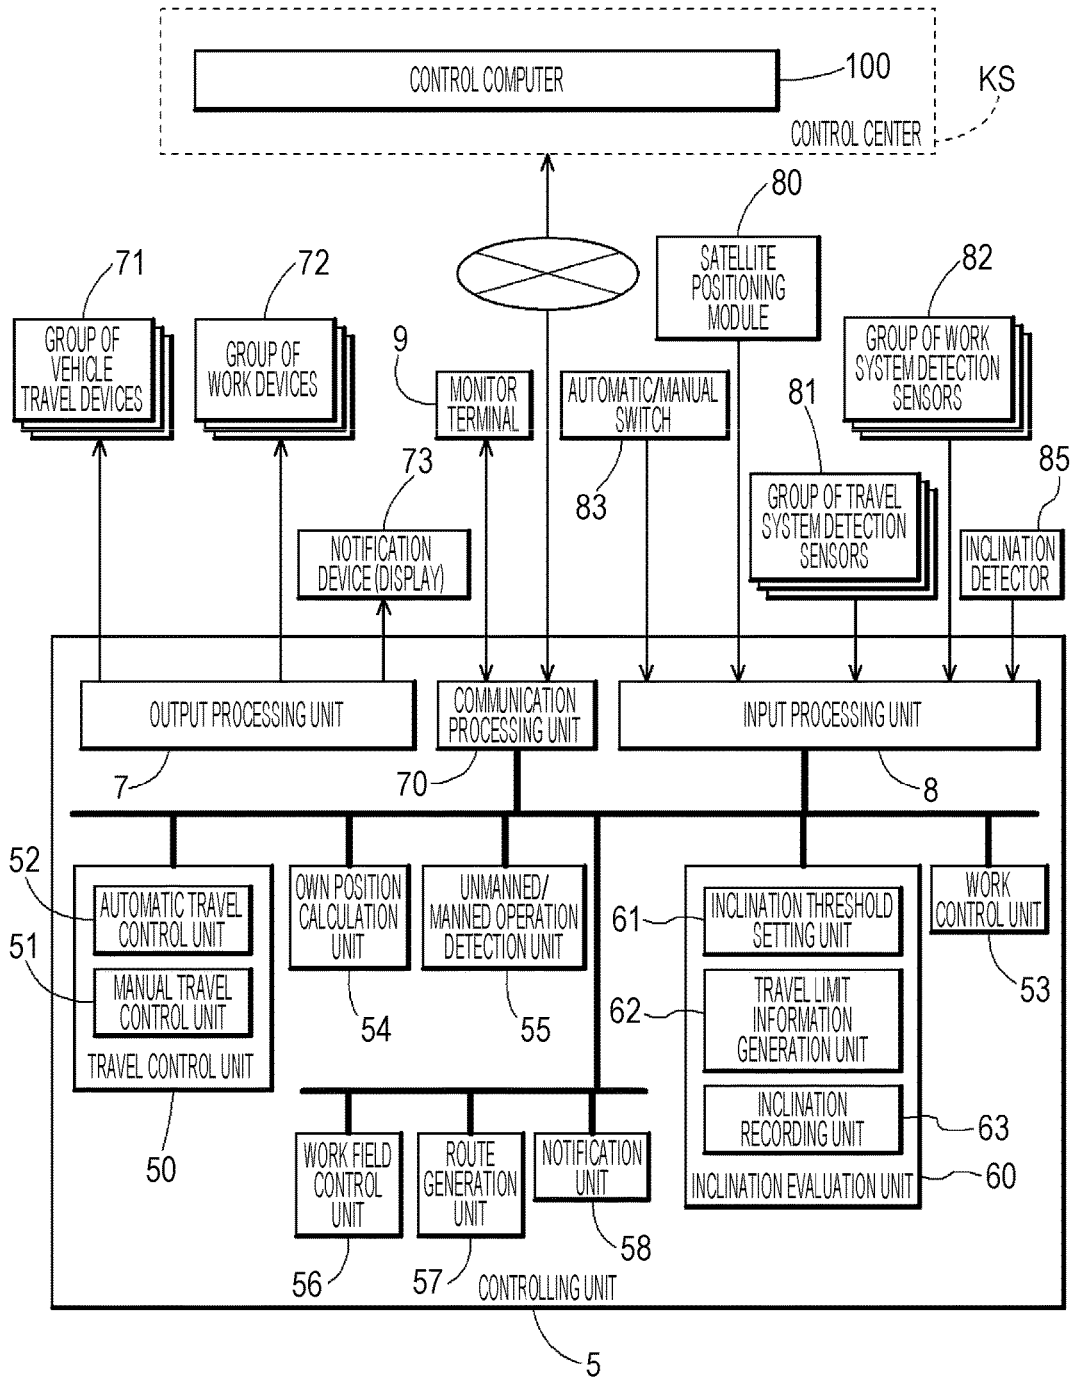 CONTROL COMPUTER
100
KS
CONTROL CENTER
80
SATELLITE
POSITIONING
MODULE
71
GROUP OF
VEHICLE
TRAVEL DEVICES
72
GROUP OF
WORK DEVICES
9
MONITOR
TERMINAL
AUTOMATIC/MANUAL
SWITCH
83
82
GROUP OF WORK
SYSTEM DETECTION
SENSORS
81
GROUP OF TRAVEL
SYSTEM DETECTION
SENSORS
85
INCLINATION
DETECTOR
73
NOTIFICATION
DEVICE (DISPLAY)
OUTPUT PROCESSING UNIT
7
COMMUNICATION
PROCESSING UNIT
70
INPUT PROCESSING UNIT
8
52
AUTOMATIC TRAVEL
CONTROL UNIT
51
MANUAL TRAVEL
CONTROL UNIT
TRAVEL CONTROL UNIT
50
OWN POSITION
CALCULATION
UNIT
54
UNMANNED/
MANNED OPERATION
DETECTION UNIT
55
61
INCLINATION THRESHOLD
SETTING UNIT
62
TRAVEL LIMIT
INFORMATION
GENERATION UNIT
INCLINATION
RECORDING UNIT
63
INCLINATION EVALUATION UNIT
60
WORK
CONTROL UNIT
53
WORK FIELD
CONTROL
UNIT
56
ROUTE
GENERATION
UNIT
57
NOTIFICATION
UNIT
58
CONTROLLING UNIT
5